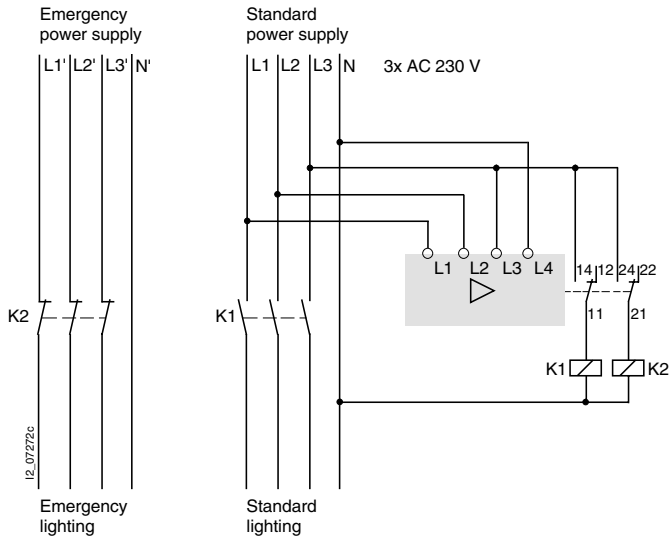 Emergency
power supply
Standard
power supply
L1' L2' L3' N'
L1 L2 L3 N 3x AC 230 V
L1 L2 L3 L4
14 12 24 22
K2
K1
11 21
K1 K2
I2_07272c
Emergency
lighting
Standard
lighting